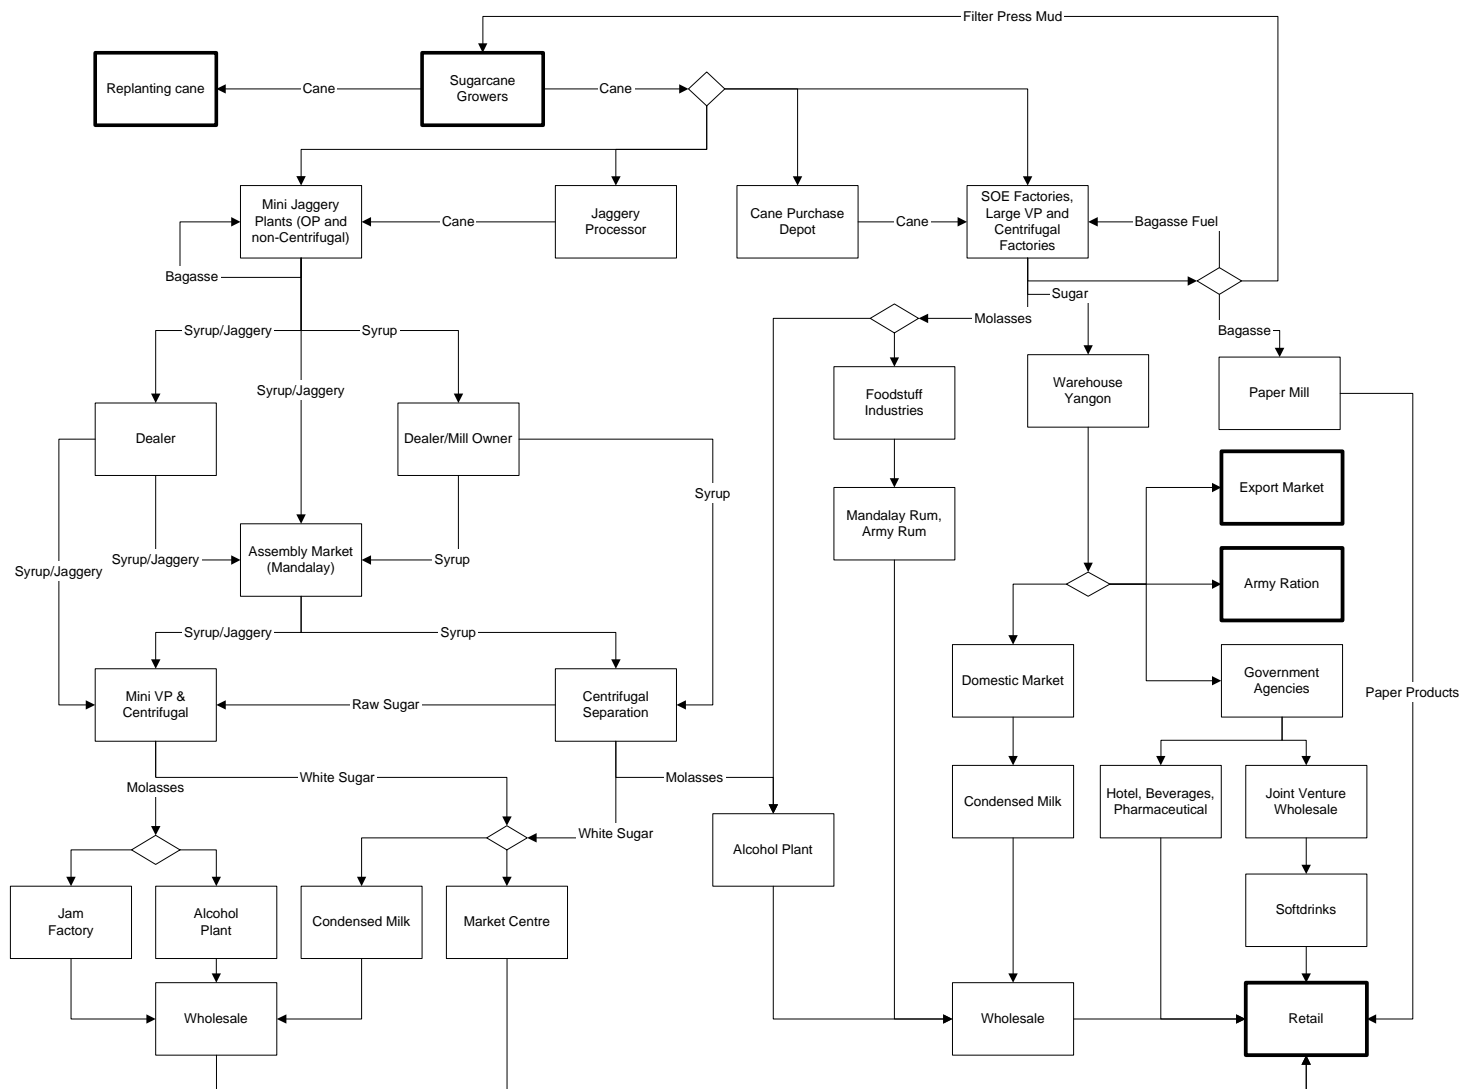 Filter Press Mud
Replanting cane
Cane
Sugarcane
Growers
Cane
Mini Jaggery
Plants (OP and
non-Centrifugal)
Cane
Jaggery
Processor
Cane Purchase
Depot
Cane
SOE Factories,
Large VP and
Centrifugal
Factories
Bagasse Fuel
Bagasse
Sugar
Molasses
Bagasse
Syrup/Jaggery
Syrup
Syrup/Jaggery
Foodstuff
Industries
Warehouse
Yangon
Paper Mill
Dealer
Dealer/Mill Owner
Syrup
Export Market
Mandalay Rum,
Army Rum
Syrup/Jaggery
Syrup/Jaggery
Assembly Market
(Mandalay)
Syrup
Army Ration
Syrup/Jaggery
Syrup
Mini VP &
Centrifugal
Raw Sugar
Centrifugal
Separation
Domestic Market
Government
Agencies
Paper Products
Molasses
White Sugar
Molasses
White Sugar
Condensed Milk
Hotel, Beverages,
Pharmaceutical
Joint Venture
Wholesale
Alcohol Plant
Jam
Factory
Alcohol
Plant
Condensed Milk
Market Centre
Softdrinks
Wholesale
Wholesale
Retail